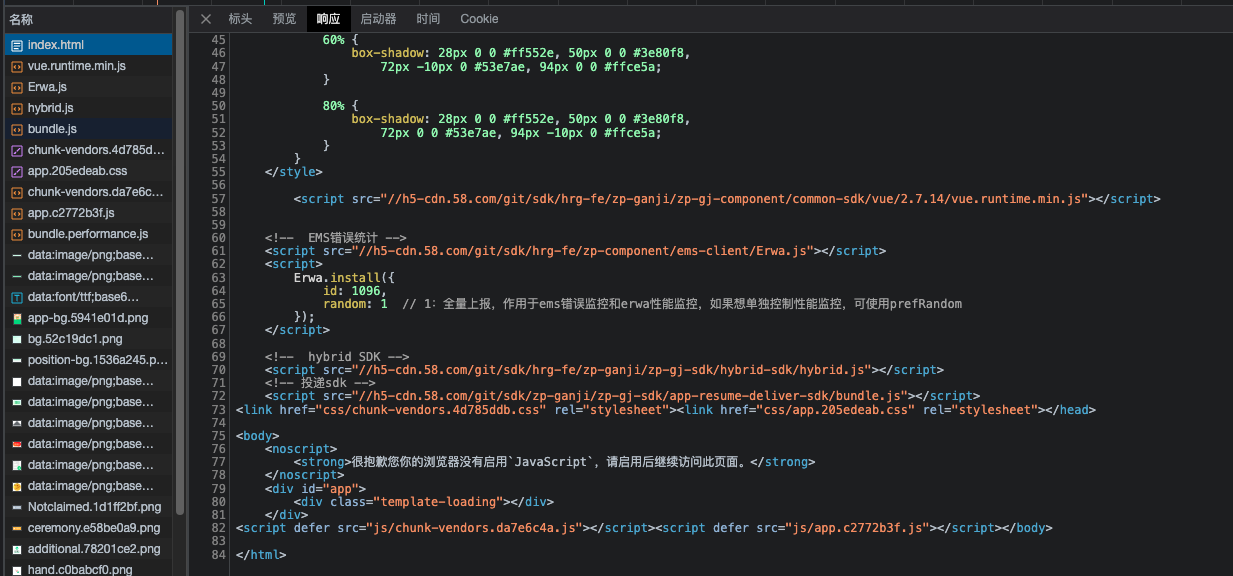 名称
index.html
vue.runtime.min.js
Erwa.js
hybrid.js
bundle.js
chunk-vendors.4d785d...
app.205edeab.css
chunk-vendors.da7e6c...
app.c2772b3f.js
bundle.performance.js
data:image/png;base...
data:image/png;base...
data:font/ttf;base6...
app-bg.5941e01d.png
bg.52c19dc1.png
position-bg.1536a245.p...
data:image/png;base...
data:image/png;base...
data:image/png;base...
data:image/png;base...
data:image/png;base...
data:image/png;base...
Notclaimed.1d1ff2bf.png
ceremony.e58be0a9.png
additional.78201ce2.png
hand.c0babcf0.png
标头 预览 响应 启动器 时间 Cookie
45 60% {
46 box-shadow: 28px 0 0 #ff552e, 50px 0 0 #3e80f8,
47 72px -10px 0 #53e7ae, 94px 0 0 #ffce5a;
48 }
49
50 80% {
51 box-shadow: 28px 0 0 #ff552e, 50px 0 0 #3e80f8,
52 72px 0 0 #53e7ae, 94px -10px 0 #ffce5a;
53 }
54 }
55 </style>
56
57 <script src="//h5-cdn.58.com/git/sdk/hrg-fe/zp-ganji/zp-gj-component/common-sdk/vue/2.7.14/vue.runtime.min.js"></script>
58
59
60 <!-- EMS错误统计 -->
61 <script src="//h5-cdn.58.com/git/sdk/hrg-fe/zp-component/ems-client/Erwa.js"></script>
62 <script>
63 Erwa.install({
64 id: 1096,
65 random: 1 // 1：全量上报，作用于ems错误监控和erwa性能监控，如果想单独控制性能监控，可使用prefRandom
66 });
67 </script>
68
69 <!-- hybrid SDK -->
70 <script src="//h5-cdn.58.com/git/sdk/hrg-fe/zp-ganji/zp-gj-sdk/hybrid-sdk/hybrid.js"></script>
71 <!-- 投递sdk -->
72 <script src="//h5-cdn.58.com/git/sdk/zp-ganji/zp-gj-sdk/app-resume-deliver-sdk/bundle.js"></script>
73 <link href="css/chunk-vendors.4d785ddb.css" rel="stylesheet"><link href="css/app.205edeab.css" rel="stylesheet"></head>
74
75 <body>
76 <noscript>
77 <strong>很抱歉您你的浏览器没有启用`JavaScript`，请启用后继续访问此页面。</strong>
78 </noscript>
79 <div id="app">
80 <div class="template-loading"></div>
81 </div>
82 <script defer src="js/chunk-vendors.da7e6c4a.js"></script><script defer src="js/app.c2772b3f.js"></script></body>
83
84 </html>